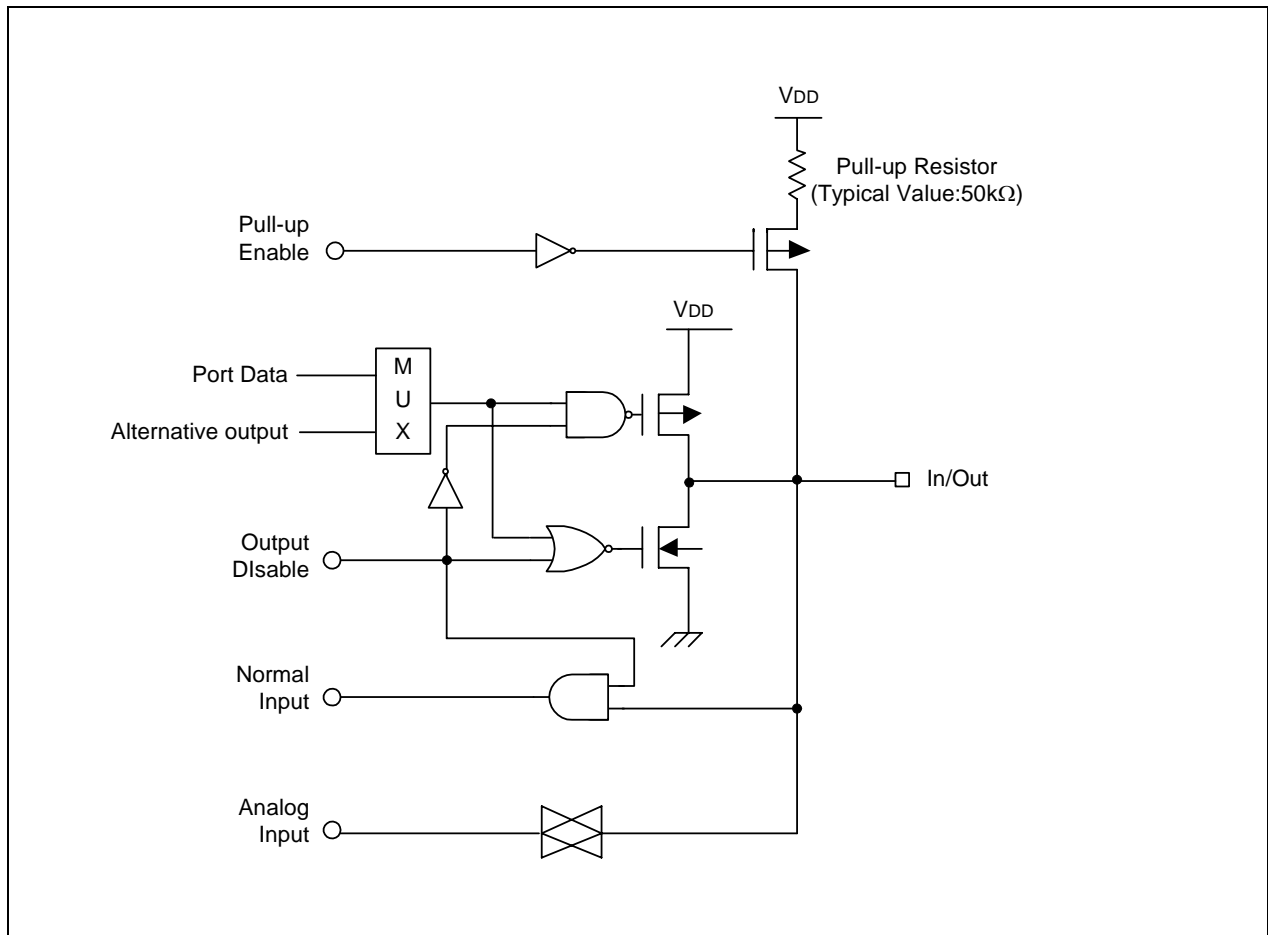 VDD
Pull-up Resistor
(Typical Value:50kΩ)
Pull-up
Enable
VDD
Port Data
M
U
X
Alternative output
In/Out
Output
DIsable
Normal
Input
Analog
Input